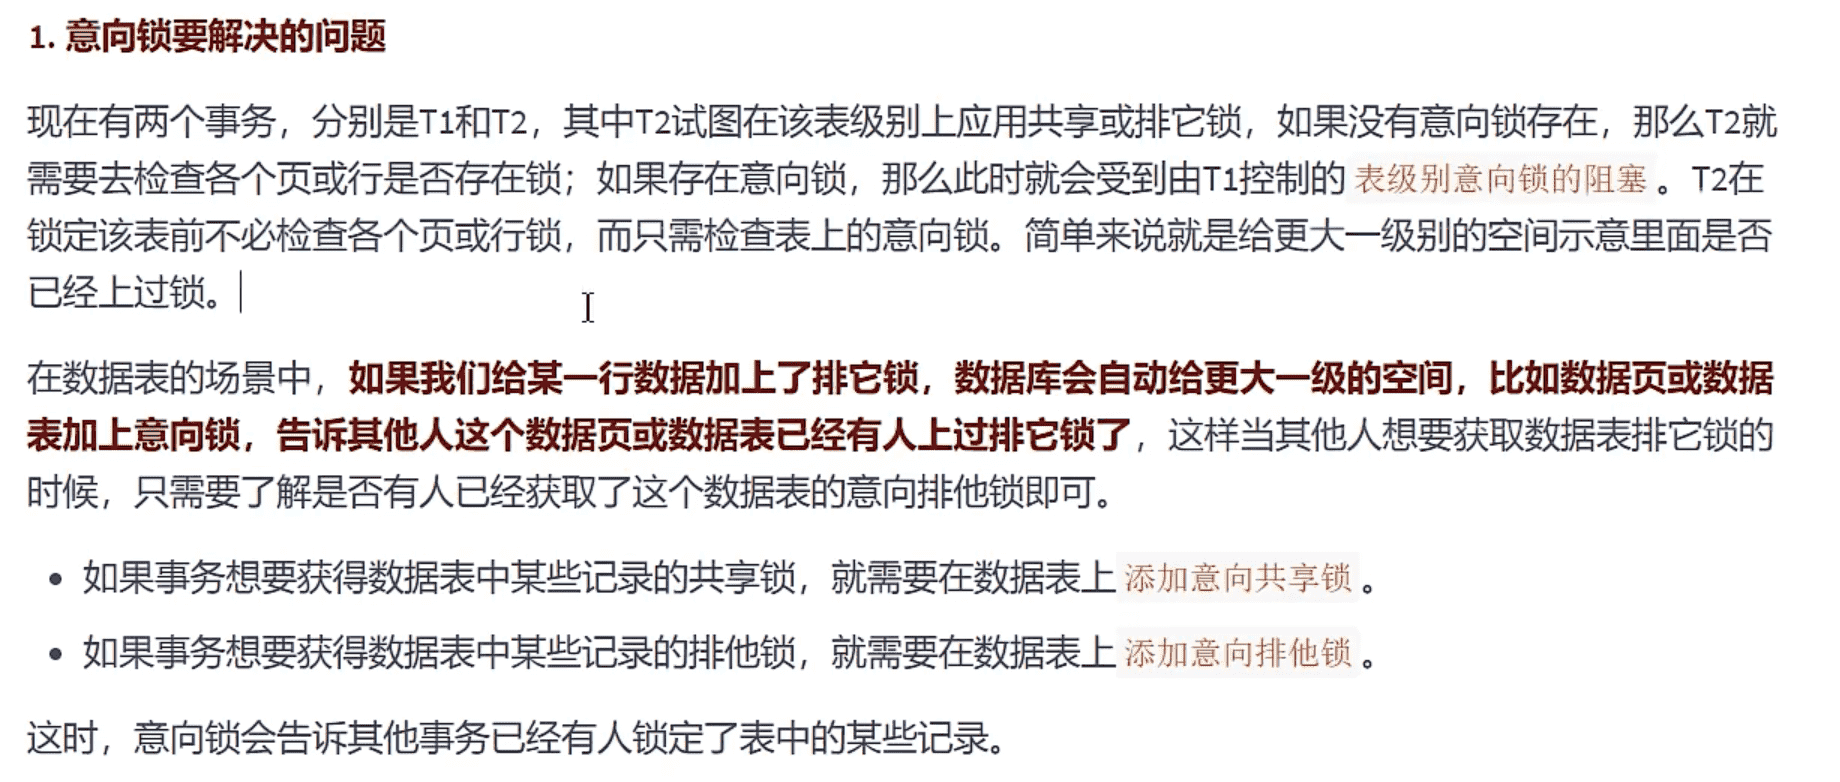 1. 意向锁要解决的问题
现在有两个事务，分别是T1和T2，其中T2试图在该表级别上应用共享或排它锁，如果没有意向锁存在，那么T2就
需要去检查各个页或行是否存在锁；如果存在意向锁，那么此时就会受到由T1控制的 表级别意向锁的阻塞 。T2在
锁定该表前不必检查各个页或行锁，而只需检查表上的意向锁。简单来说就是给更大一级别的空间示意里面是否
已经上过锁。
在数据表的场景中，如果我们给某一行数据加上了排它锁，数据库会自动给更大一级的空间，比如数据页或数据
表加上意向锁，告诉其他人这个数据页或数据表已经有人上过排它锁了，这样当其他人想要获取数据表排它锁的
时候，只需要了解是否有人已经获取了这个数据表的意向排他锁即可。
• 如果事务想要获得数据表中某些记录的共享锁，就需要在数据表上 添加意向共享锁 。
• 如果事务想要获得数据表中某些记录的排他锁，就需要在数据表上 添加意向排他锁 。
这时，意向锁会告诉其他事务已经有人锁定了表中的某些记录。